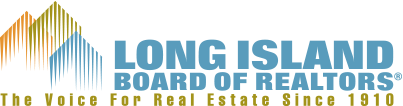 LONG ISLAND
BOARD OF REALTORS®
The Voice For Real Estate Since 1910